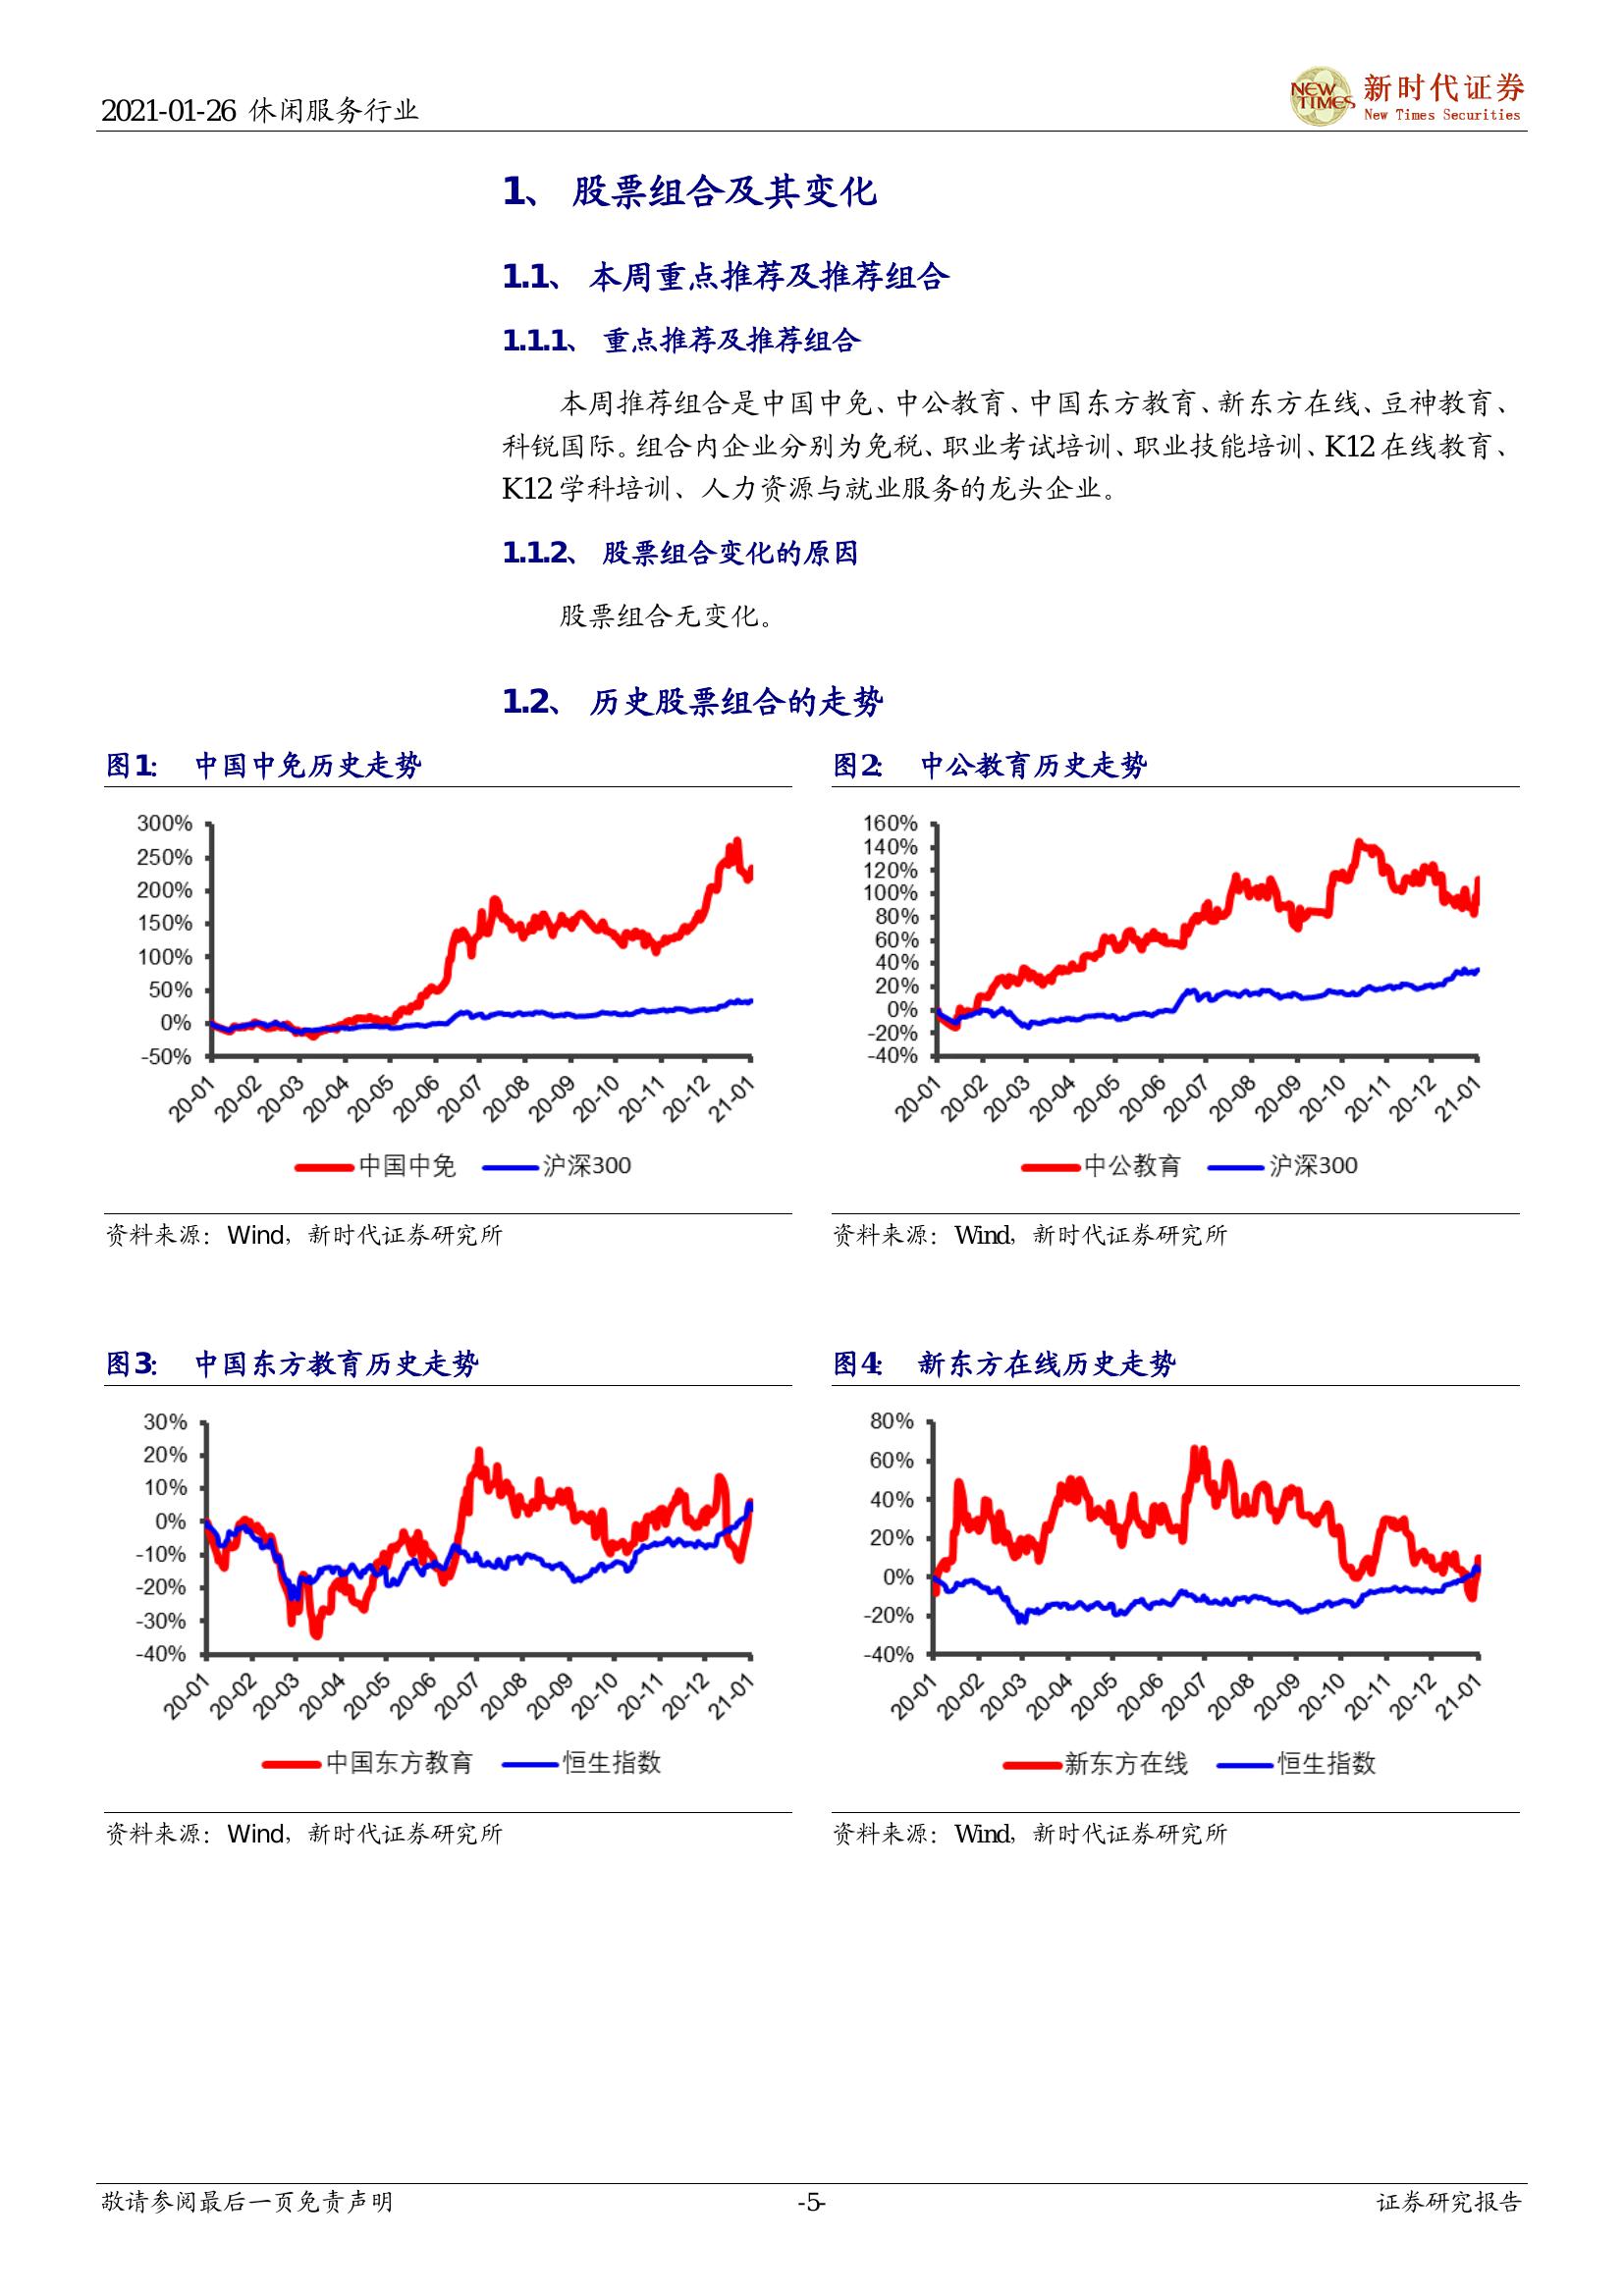 2021-01-26 休闲服务行业
NEW TIMES
新时代证券
New Times Securities
1、 股票组合及其变化
1.1、 本周重点推荐及推荐组合
1.1.1、 重点推荐及推荐组合
本周推荐组合是中国中免、中公教育、中国东方教育、新东方在线、豆神教育、
科锐国际。组合内企业分别为免税、职业考试培训、职业技能培训、K12 在线教育、
K12 学科培训、人力资源与就业服务的龙头企业。
1.1.2、 股票组合变化的原因
股票组合无变化。
1.2、 历史股票组合的走势
图1: 中国中免历史走势
300%
250%
200%
150%
100%
50%
0%
-50%
20-01 20-02 20-03 20-04 20-05 20-06 20-07 20-08 20-09 20-10 20-11 20-12 21-01
中国中免 沪深300
资料来源：Wind，新时代证券研究所
图2: 中公教育历史走势
160%
140%
120%
100%
80%
60%
40%
20%
0%
-20%
-40%
20-01 20-02 20-03 20-04 20-05 20-06 20-07 20-08 20-09 20-10 20-11 20-12 21-01
中公教育 沪深300
资料来源：Wind，新时代证券研究所
图3: 中国东方教育历史走势
30%
20%
10%
0%
-10%
-20%
-30%
-40%
20-01 20-02 20-03 20-04 20-05 20-06 20-07 20-08 20-09 20-10 20-11 20-12 21-01
中国东方教育 恒生指数
资料来源：Wind，新时代证券研究所
图4: 新东方在线历史走势
80%
60%
40%
20%
0%
-20%
-40%
20-01 20-02 20-03 20-04 20-05 20-06 20-07 20-08 20-09 20-10 20-11 20-12 21-01
新东方在线 恒生指数
资料来源：Wind，新时代证券研究所
敬请参阅最后一页免责声明
-5-
证券研究报告